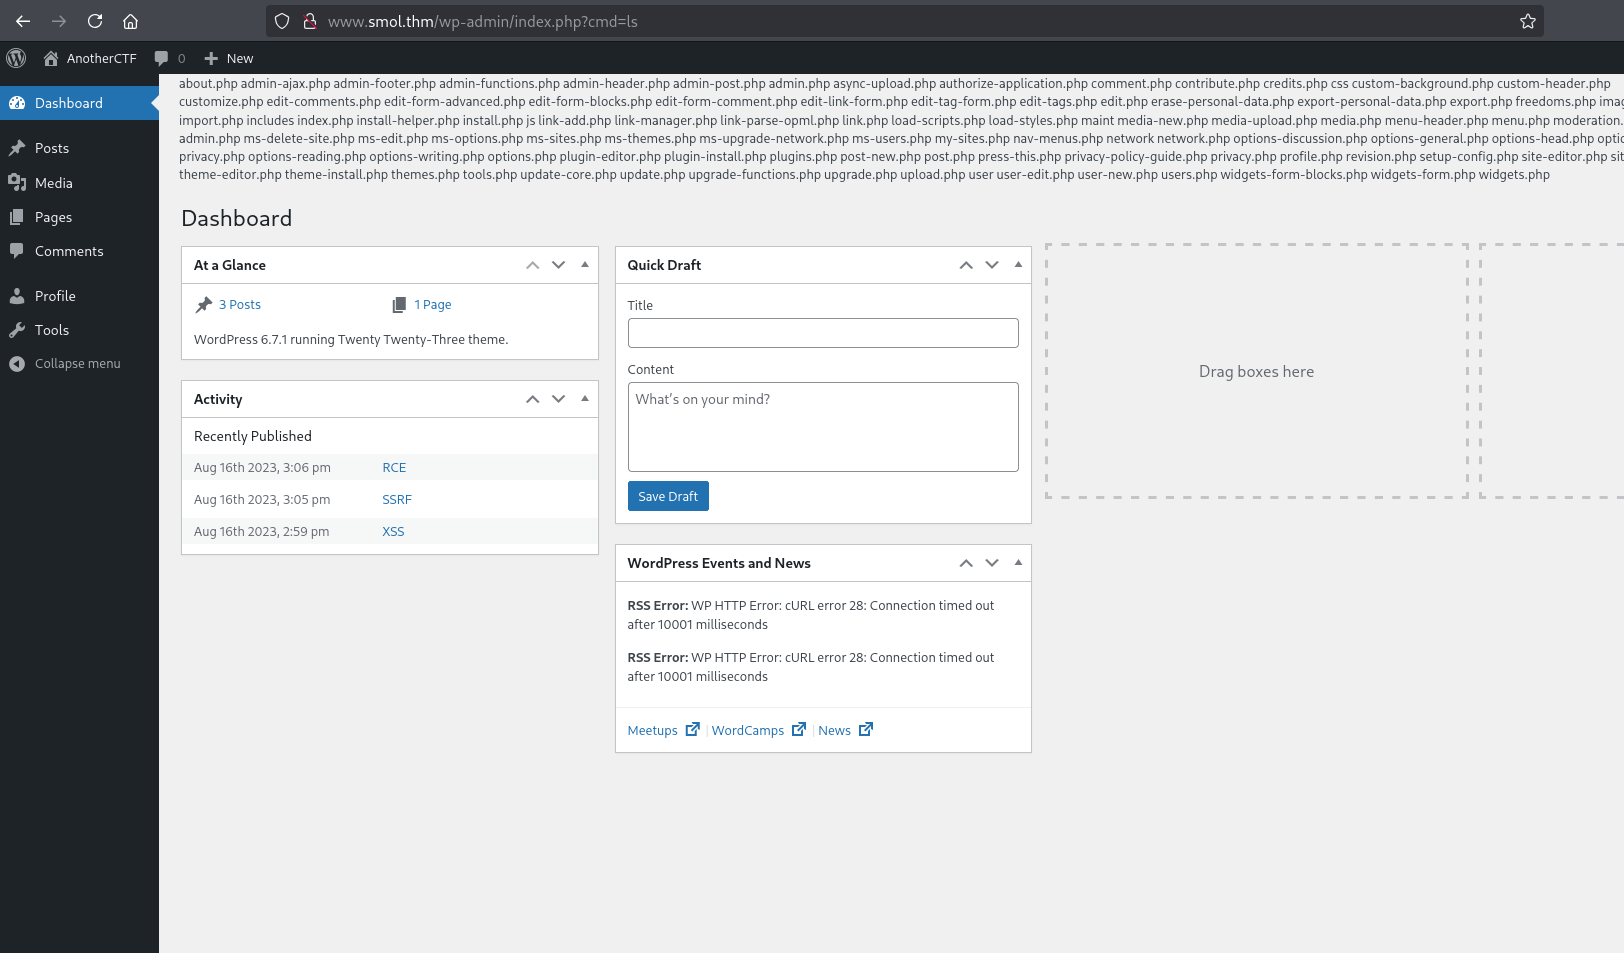 www.smol.thm/wp-admin/index.php?cmd=ls
AnotherCTF 0 New
about.php admin-ajax.php admin-footer.php admin-functions.php admin-header.php admin-post.php admin.php async-upload.php authorize-application.php comment.php contribute.php credits.php css custom-background.php custom-header.php
customize.php edit-comments.php edit-form-advanced.php edit-form-blocks.php edit-form-comment.php edit-link-form.php edit-tag-form.php edit-tags.php edit.php erase-personal-data.php export-personal-data.php export.php freedoms.php
import.php includes index.php install-helper.php install.php js link-add.php link-manager.php link-parse-opml.php link.php load-scripts.php load-styles.php maint media-new.php media-upload.php media.php menu-header.php menu.php moderation.
admin.php ms-delete-site.php ms-edit.php ms-options.php ms-sites.php ms-themes.php ms-upgrade-network.php ms-users.php my-sites.php nav-menus.php network network.php options-discussion.php options-general.php options-head.php
privacy.php options-reading.php options-writing.php options.php plugin-editor.php plugin-install.php plugins.php post-new.php post.php press-this.php privacy-policy-guide.php privacy.php profile.php revision.php setup-config.php site-editor.php
theme-editor.php theme-install.php themes.php tools.php update-core.php update.php upgrade-functions.php upgrade.php upload.php user user-edit.php user-new.php users.php widgets-form-blocks.php widgets-form.php widgets.php
Dashboard
Posts
Media
Pages
Comments
Profile
Tools
Collapse menu
Dashboard
At a Glance
3 Posts
1 Page
WordPress 6.7.1 running Twenty Twenty-Three theme.
Activity
Recently Published
Aug 16th 2023, 3:06 pm RCE
Aug 16th 2023, 3:05 pm SSRF
Aug 16th 2023, 2:59 pm XSS
Quick Draft
Title
Content
What's on your mind?
Save Draft
WordPress Events and News
RSS Error: WP HTTP Error: cURL error 28: Connection timed out
after 10001 milliseconds
RSS Error: WP HTTP Error: cURL error 28: Connection timed out
after 10001 milliseconds
Meetups | WordCamps | News
Drag boxes here